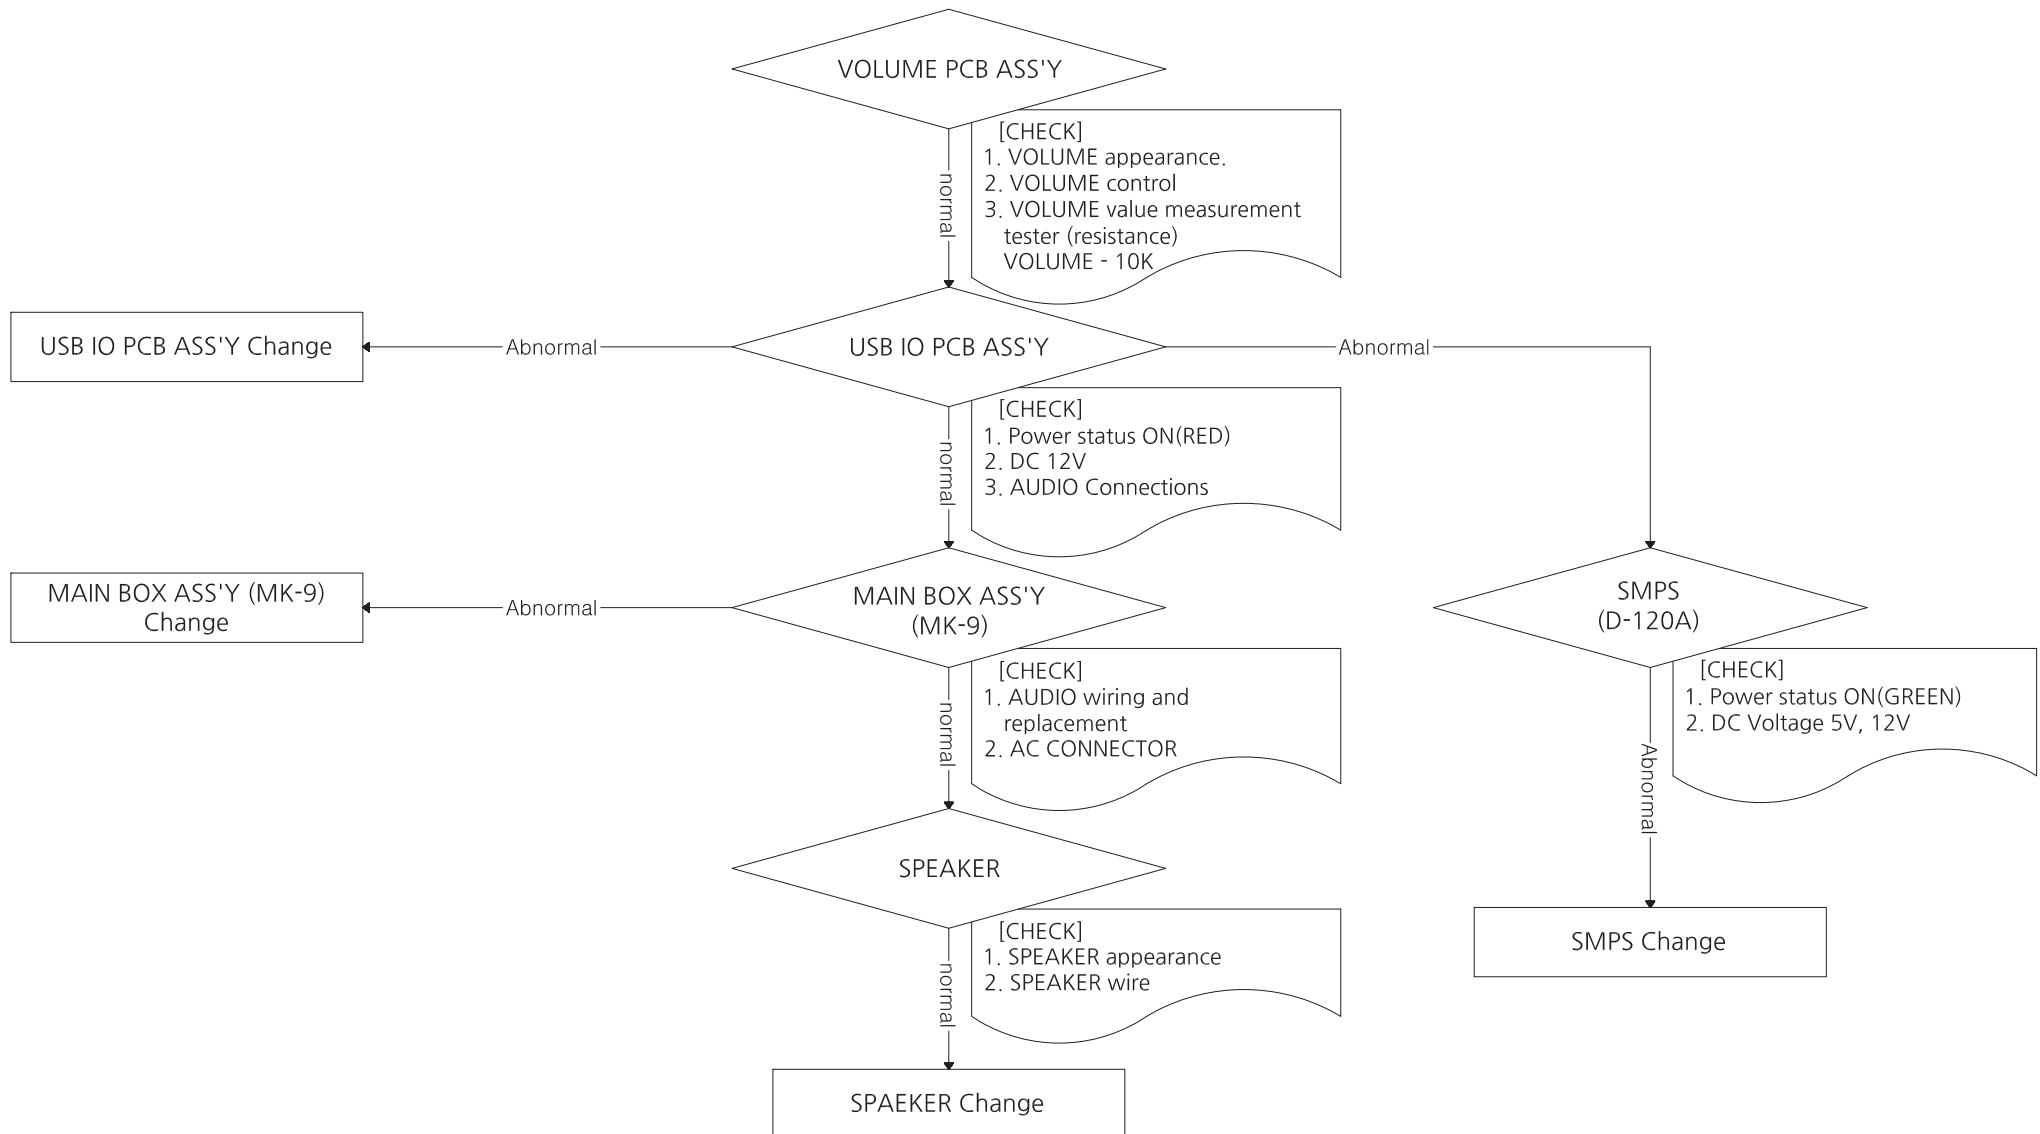 VOLUME PCB ASS'Y
[CHECK]
1. VOLUME appearance.
2. VOLUME control
3. VOLUME value measurement
tester (resistance)
VOLUME - 10K
normal
USB IO PCB ASS'Y Change
Abnormal
USB IO PCB ASS'Y
Abnormal
[CHECK]
1. Power status ON(RED)
2. DC 12V
3. AUDIO Connections
normal
MAIN BOX ASS'Y (MK-9)
Change
Abnormal
MAIN BOX ASS'Y
(MK-9)
SMPS
(D-120A)
[CHECK]
1. AUDIO wiring and
replacement
2. AC CONNECTOR
normal
[CHECK]
1. Power status ON(GREEN)
2. DC Voltage 5V, 12V
Abnormal
SPEAKER
[CHECK]
1. SPEAKER appearance
2. SPEAKER wire
normal
SMPS Change
SPAEKER Change